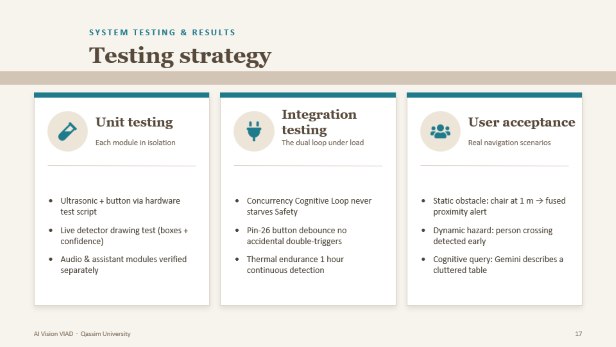 SYSTEM TESTING & RESULTS
Testing strategy
Unit testing
Each module in isolation
• Ultrasonic + button via hardware
test script
• Live detector drawing test (boxes +
confidence)
• Audio & assistant modules verified
separately
Integration
testing
The dual loop under load
• Concurrency Cognitive Loop never
starves Safety
• Pin-26 button debounce no
accidental double-triggers
• Thermal endurance 1 hour
continuous detection
User acceptance
Real navigation scenarios
• Static obstacle: chair at 1 m → fused
proximity alert
• Dynamic hazard: person crossing
detected early
• Cognitive query: Gemini describes a
cluttered table
AI Vision VIAD · Qassim University
17